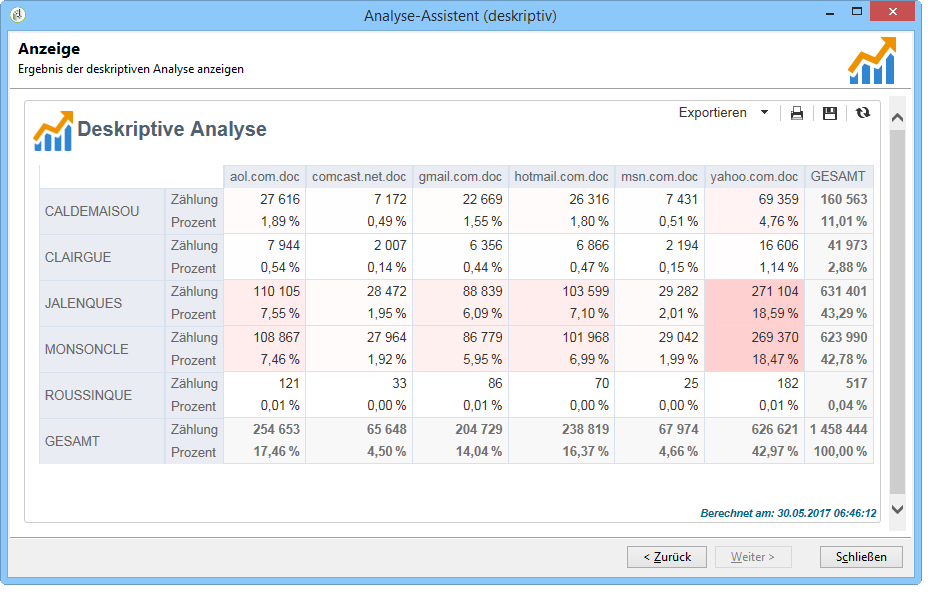 Analyse-Assistent (deskriptiv)
Anzeige
Ergebnis der deskriptiven Analyse anzeigen
Exportieren
Deskriptive Analyse
aol.com.doc comcast.net.doc gmail.com.doc hotmail.com.doc msn.com.doc yahoo.com.doc GESAMT
CALDEMAISOU
Zählung 27 616 7 172 22 669 26 316 7 431 69 359 160 563
Prozent 1,89 % 0,49 % 1,55 % 1,80 % 0,51 % 4,76 % 11,01 %
CLAIRGUE
Zählung 7 944 2 007 6 356 6 866 2 194 16 606 41 973
Prozent 0,54 % 0,14 % 0,44 % 0,47 % 0,15 % 1,14 % 2,88 %
JALENQUES
Zählung 110 105 28 472 88 839 103 599 29 282 271 104 631 401
Prozent 7,55 % 1,95 % 6,09 % 7,10 % 2,01 % 18,59 % 43,29 %
MONSONCLE
Zählung 108 867 27 964 86 779 101 968 29 042 269 370 623 990
Prozent 7,46 % 1,92 % 5,95 % 6,99 % 1,99 % 18,47 % 42,78 %
ROUSSINQUE
Zählung 121 33 86 70 25 182 517
Prozent 0,01 % 0,00 % 0,01 % 0,00 % 0,00 % 0,01 % 0,04 %
GESAMT
Zählung 254 653 65 648 204 729 238 819 67 974 626 621 1 458 444
Prozent 17,46 % 4,50 % 14,04 % 16,37 % 4,66 % 42,97 % 100,00 %
Berechnet am: 30.05.2017 06:46:12
< Zurück Weiter > Schließen